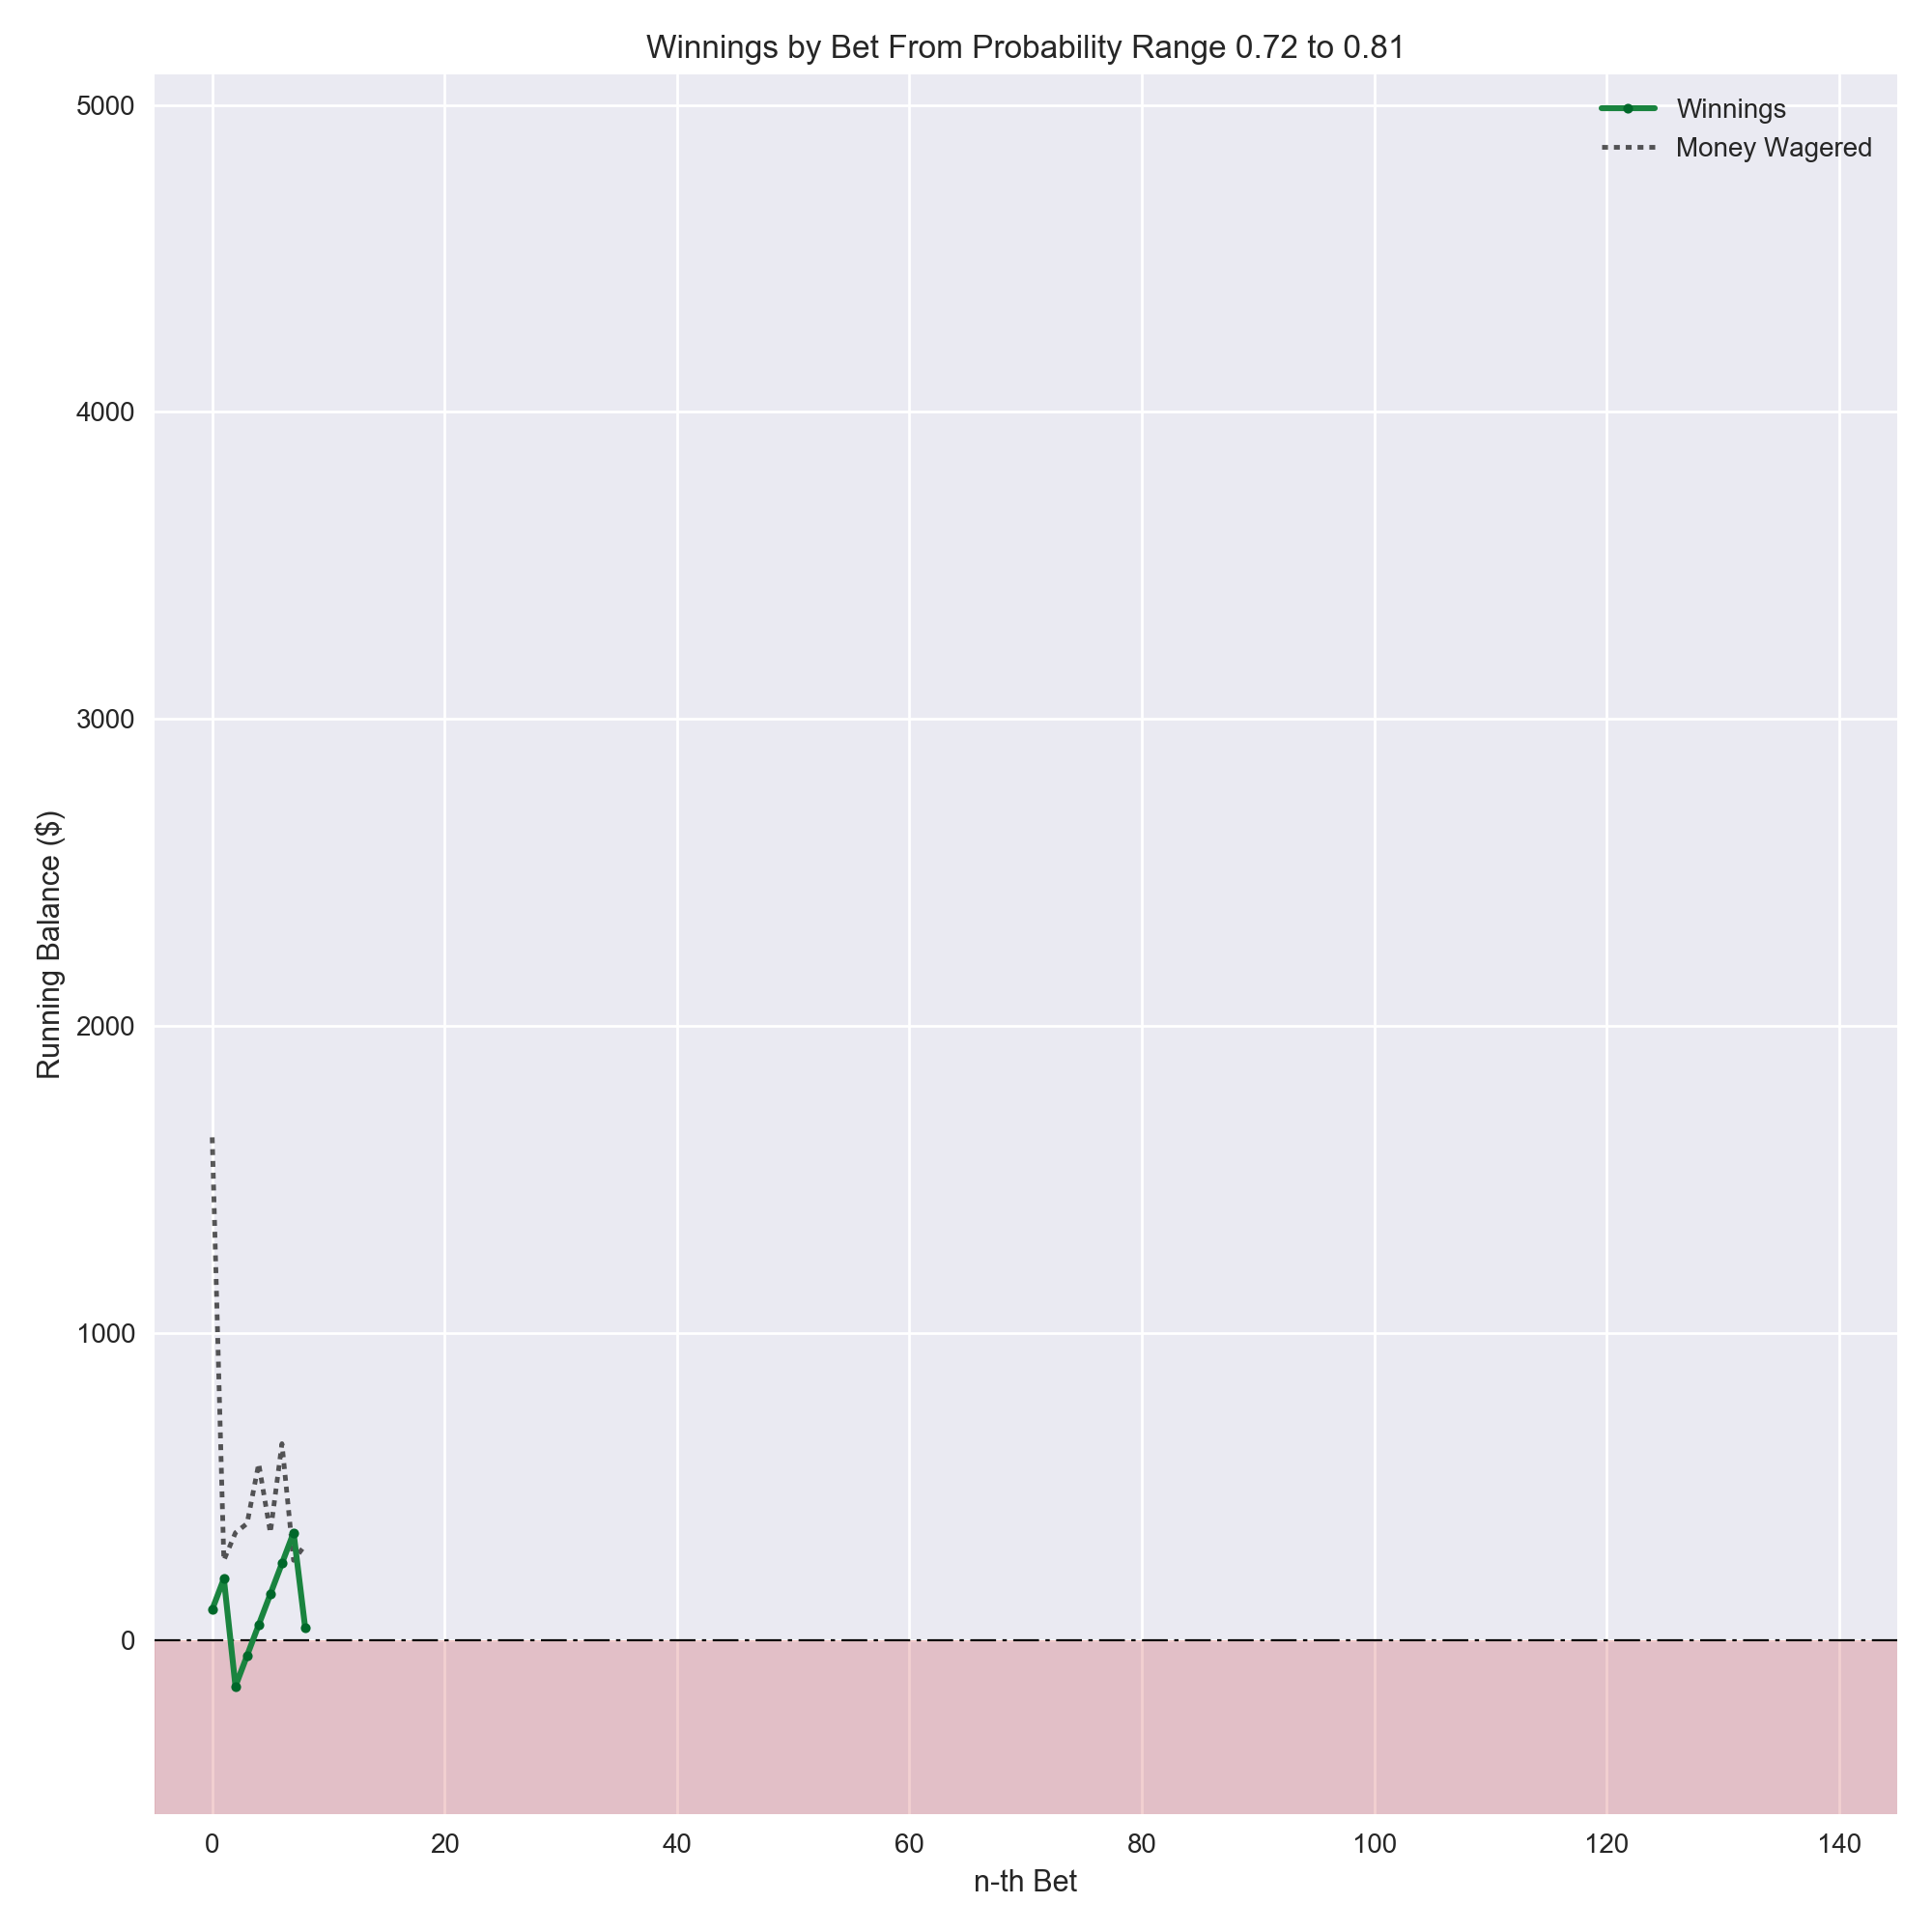 Winnings by Bet From Probability Range 0.72 to 0.81
Winnings
Money Wagered
Running Balance ($)
5000
4000
3000
2000
1000
0
0 20 40 60 80 100 120 140
n-th Bet